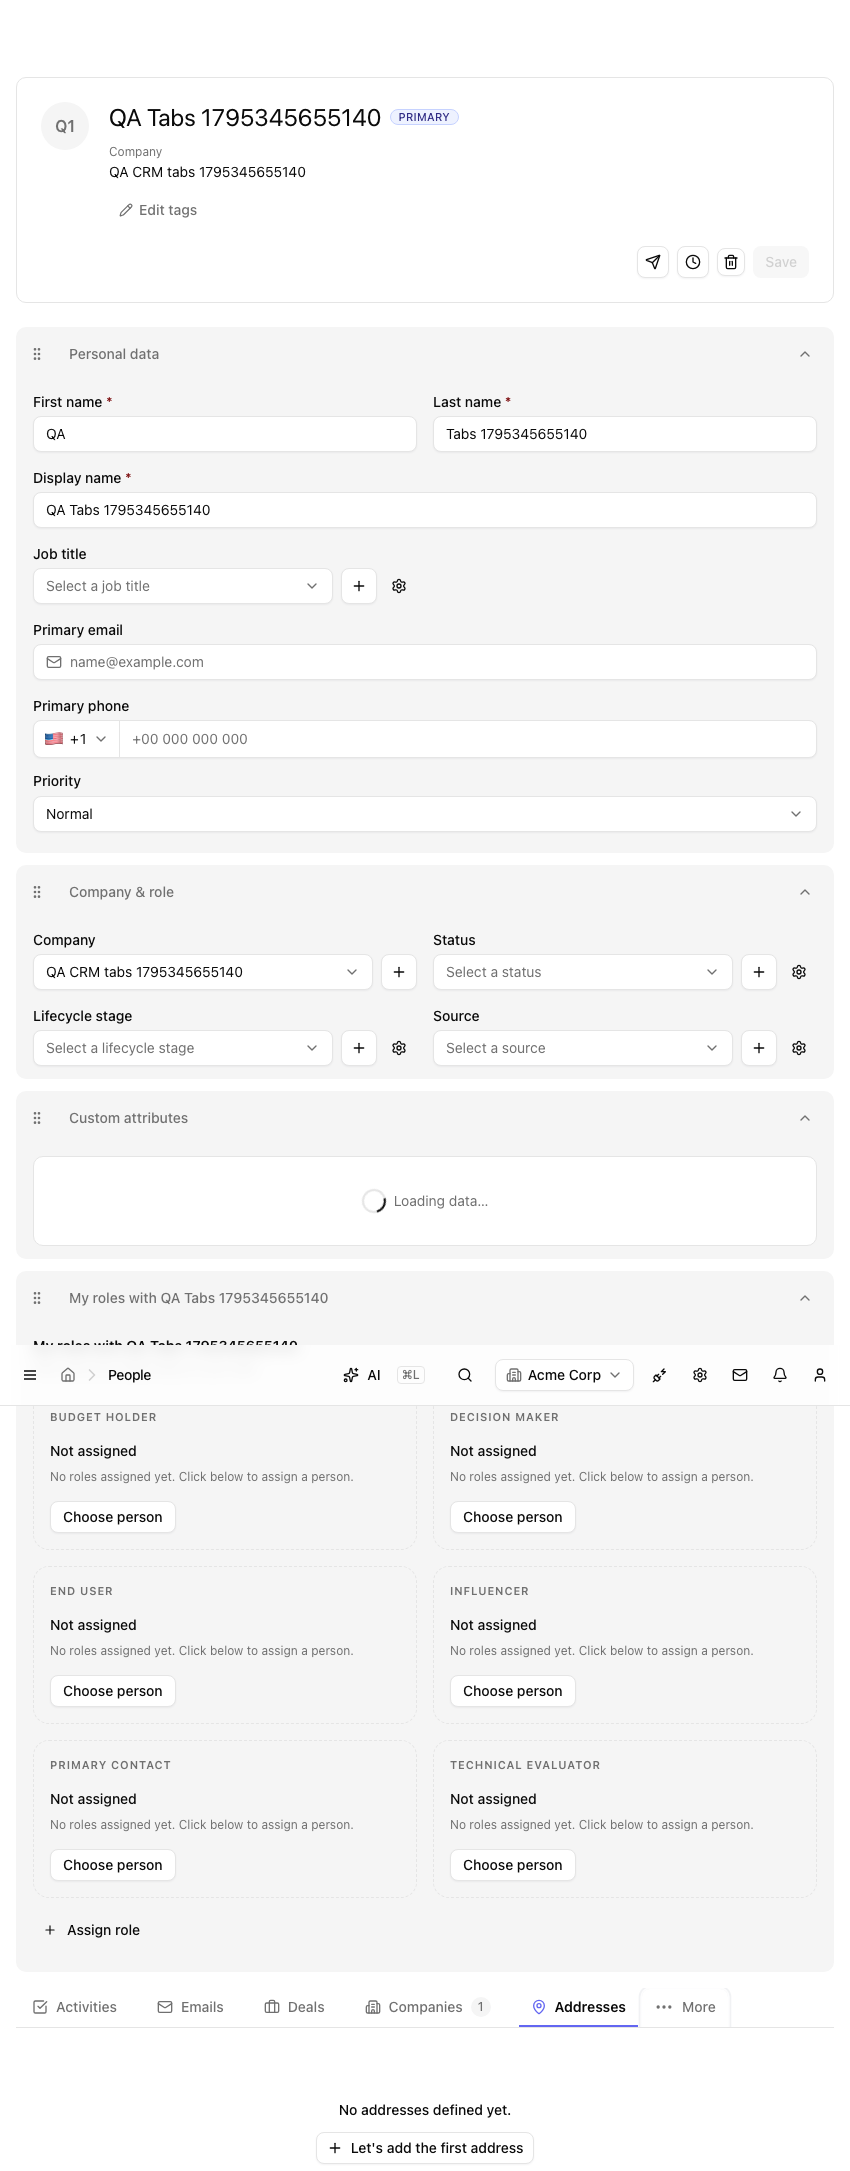 Q1
QA Tabs 1795345655140 PRIMARY
Company
QA CRM tabs 1795345655140
Edit tags
Save
Personal data
First name *
Last name *
QA
Tabs 1795345655140
Display name *
QA Tabs 1795345655140
Job title
Select a job title
Primary email
name@example.com
Primary phone
+1
+00 000 000 000
Priority
Normal
Company & role
Company
Status
QA CRM tabs 1795345655140
Select a status
Lifecycle stage
Source
Select a lifecycle stage
Select a source
Custom attributes
Loading data...
My roles with QA Tabs 1795345655140
My roles with QA Tabs 1795345655140
People
AI
⌘L
Acme Corp
BUDGET HOLDER
Not assigned
No roles assigned yet. Click below to assign a person.
Choose person
DECISION MAKER
Not assigned
No roles assigned yet. Click below to assign a person.
Choose person
END USER
Not assigned
No roles assigned yet. Click below to assign a person.
Choose person
INFLUENCER
Not assigned
No roles assigned yet. Click below to assign a person.
Choose person
PRIMARY CONTACT
Not assigned
No roles assigned yet. Click below to assign a person.
Choose person
TECHNICAL EVALUATOR
Not assigned
No roles assigned yet. Click below to assign a person.
Choose person
Assign role
Activities
Emails
Deals
Companies 1
Addresses
More
No addresses defined yet.
Let's add the first address